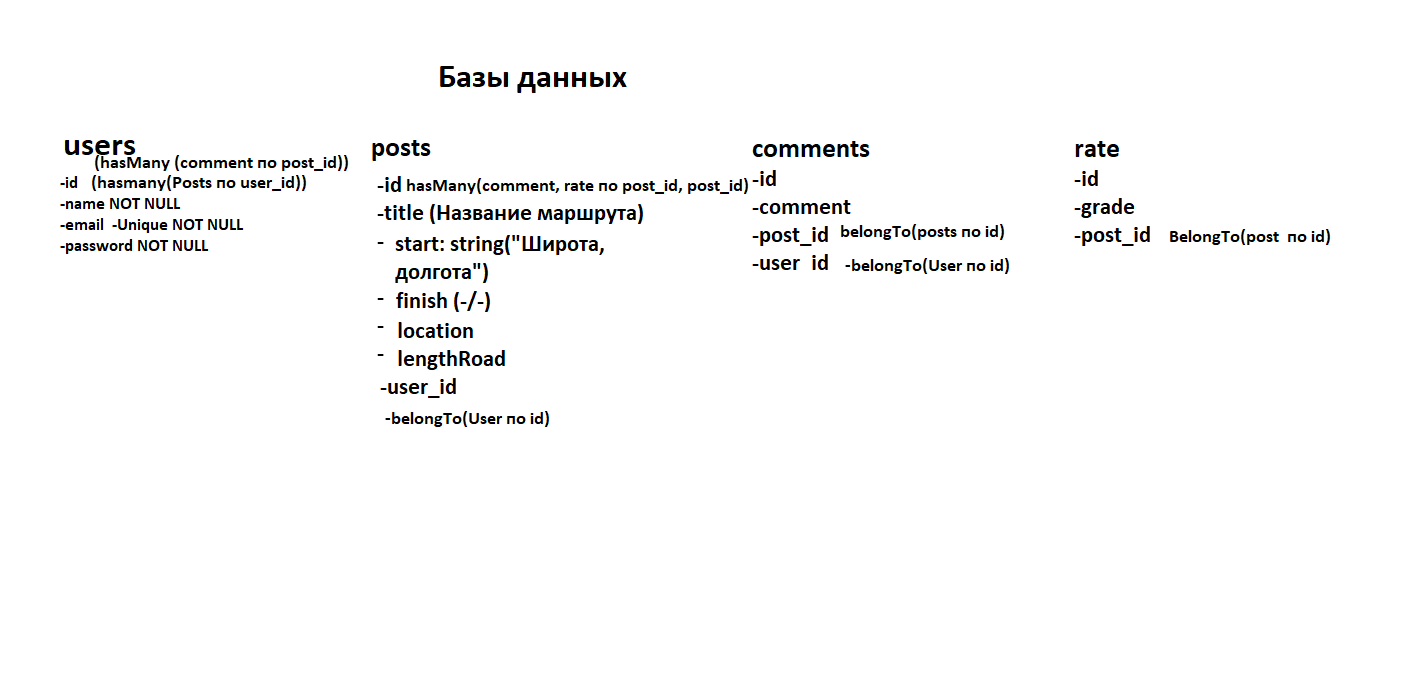 Базы данных
users
(hasMany (comment по post_id))
-id (hasmany(Posts по user_id))
-name NOT NULL
-email -Unique NOT NULL
-password NOT NULL
posts
-id hasMany(comment, rate по post_id, post_id)
-title (Название маршрута)
- start: string("Широта,
долгота")
- finish (-/-)
- location
- lengthRoad
-user_id
-belongTo(User по id)
comments
-id
-comment
-post_id belongTo(posts по id)
-user id -belongTo(User по id)
rate
-id
-grade
-post_id BelongTo(post по id)